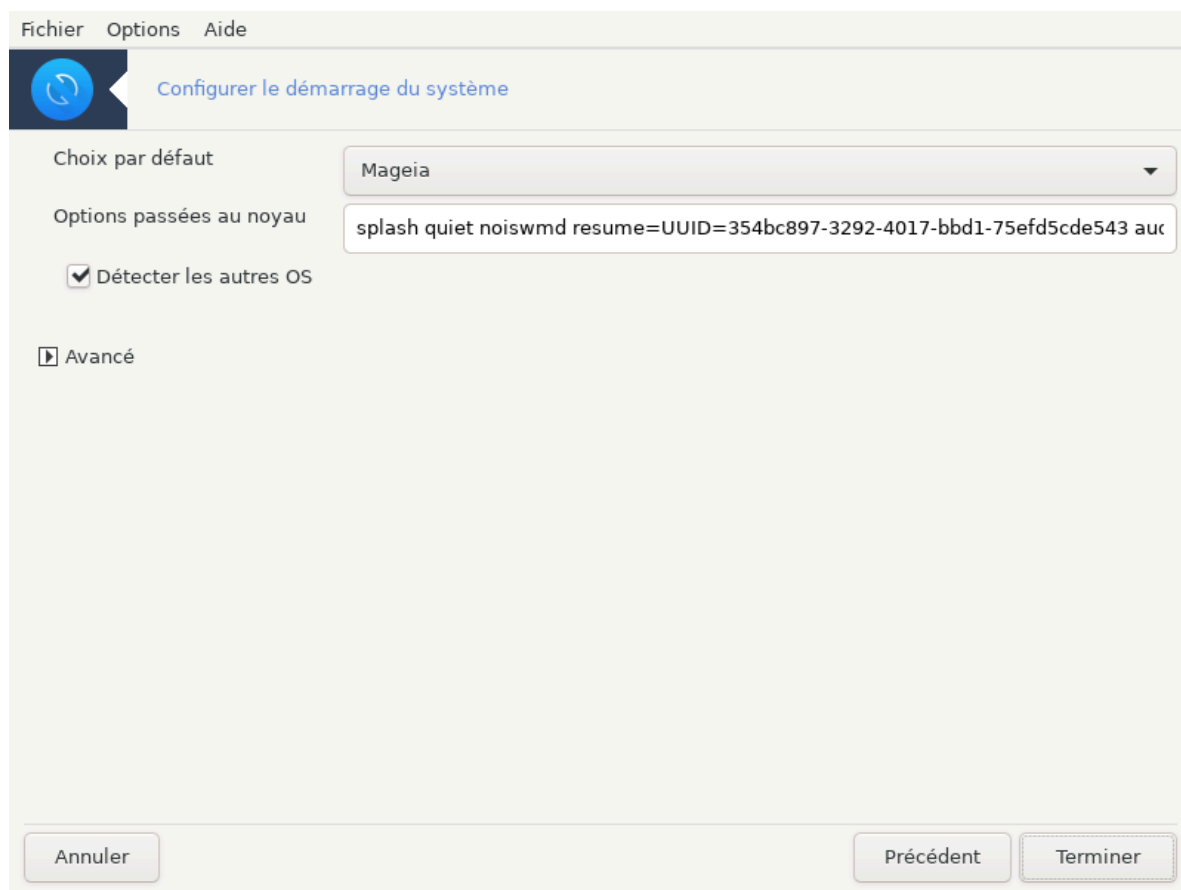 Fichier Options Aide
Configurer le démarrage du système
Choix par défaut
Mageia
Options passées au noyau
splash quiet noiswmd resume=UUID=354bc897-3292-4017-bbd1-75efd5cde543
Détecter les autres OS
Avancé
Annuler
Précédent
Terminer